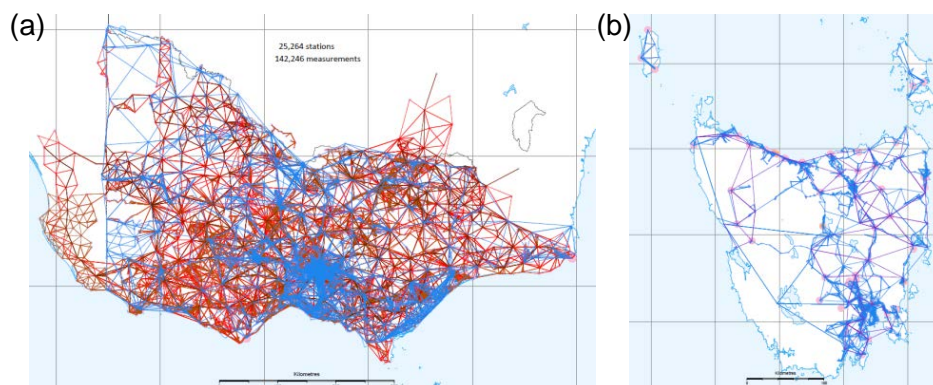 (a)
25,264 stations
142,246 measurements
Kilometres
(b)
Kilometres